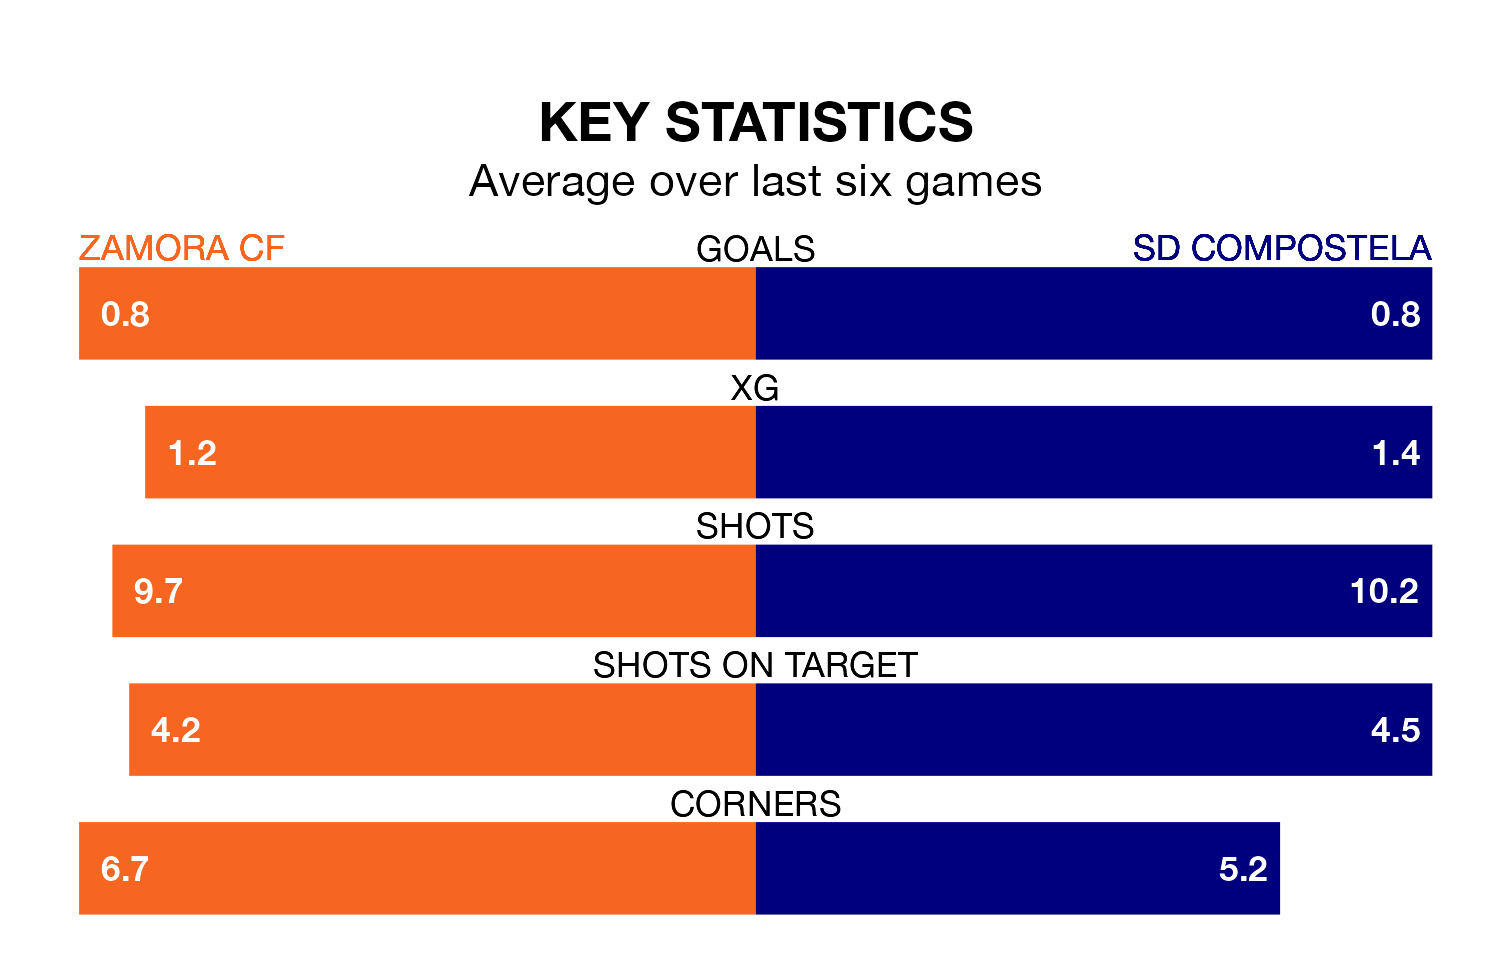 KEY STATISTICS
Average over last six games
ZAMORA CF GOALS SD COMPOSTELA
0.8 0.8
XG
1.2 1.4
SHOTS
9.7 10.2
SHOTS ON TARGET
4.2 4.5
CORNERS
6.7 5.2